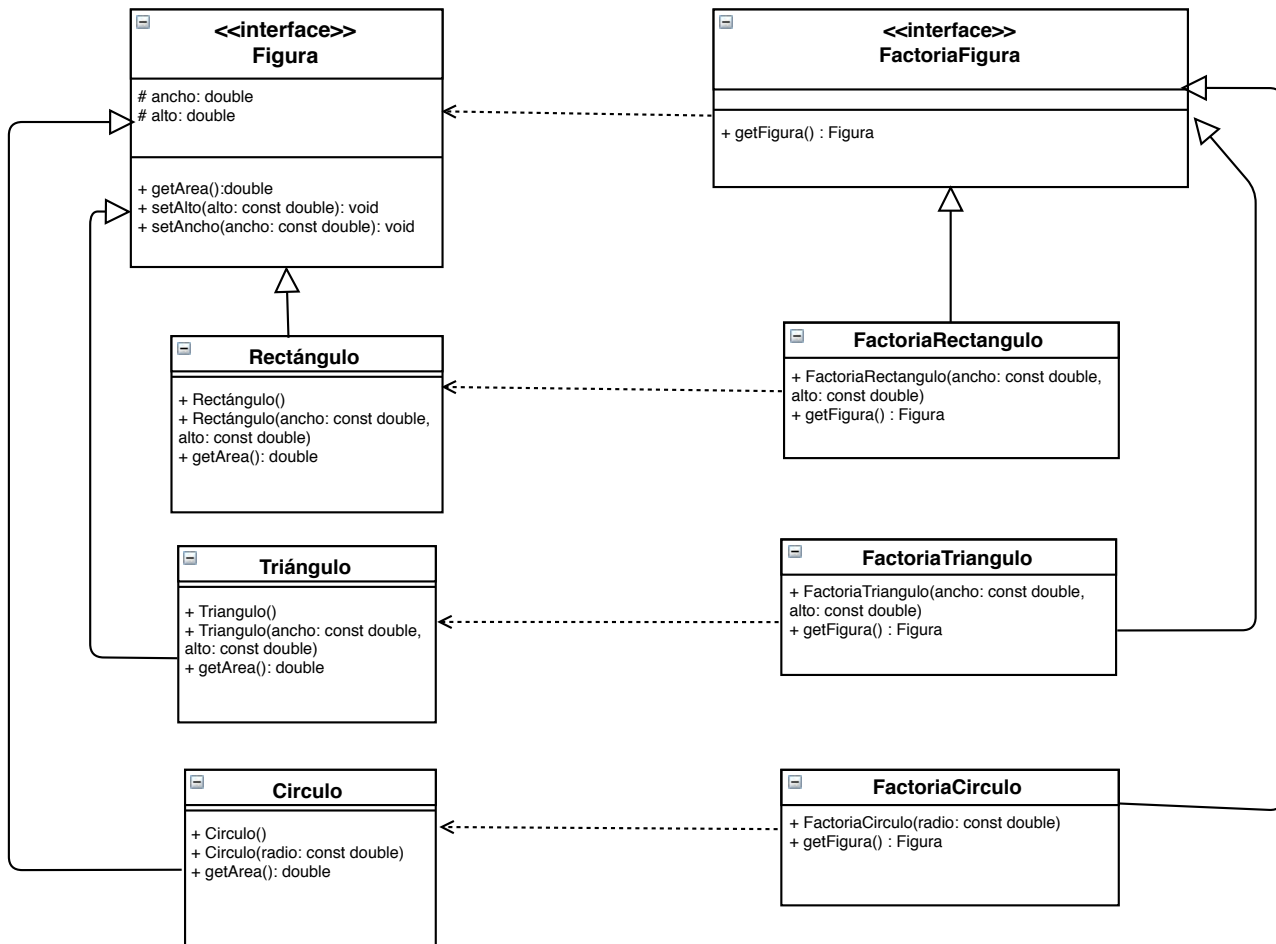 <<interface>>
Figura
# ancho: double
# alto: double
+ getArea():double
+ setAlto(alto: const double): void
+ setAncho(ancho: const double): void
<<interface>>
FactoriaFigura
+ getFigura() : Figura
Rectángulo
+ Rectángulo()
+ Rectángulo(ancho: const double,
alto: const double)
+ getArea(): double
FactoriaRectangulo
+ FactoriaRectangulo(ancho: const double,
alto: const double)
+ getFigura() : Figura
Triángulo
+ Triangulo()
+ Triangulo(ancho: const double,
alto: const double)
+ getArea(): double
FactoriaTriangulo
+ FactoriaTriangulo(ancho: const double,
alto: const double)
+ getFigura() : Figura
Circulo
+ Circulo()
+ Circulo(radio: const double)
+ getArea(): double
FactoriaCirculo
+ FactoriaCirculo(radio: const double)
+ getFigura() : Figura